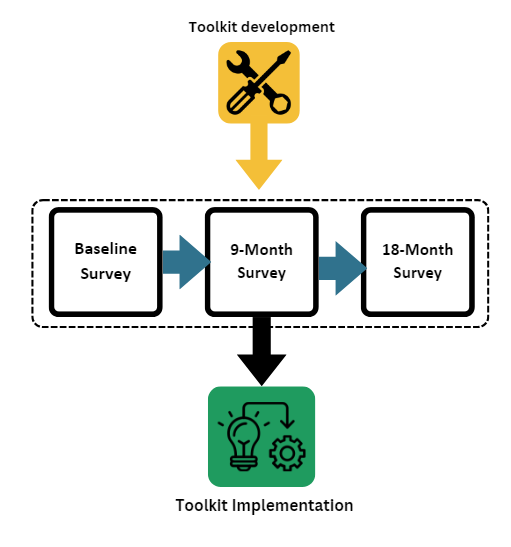 Toolkit development
Baseline
Survey
9-Month
Survey
18-Month
Survey
Toolkit Implementation